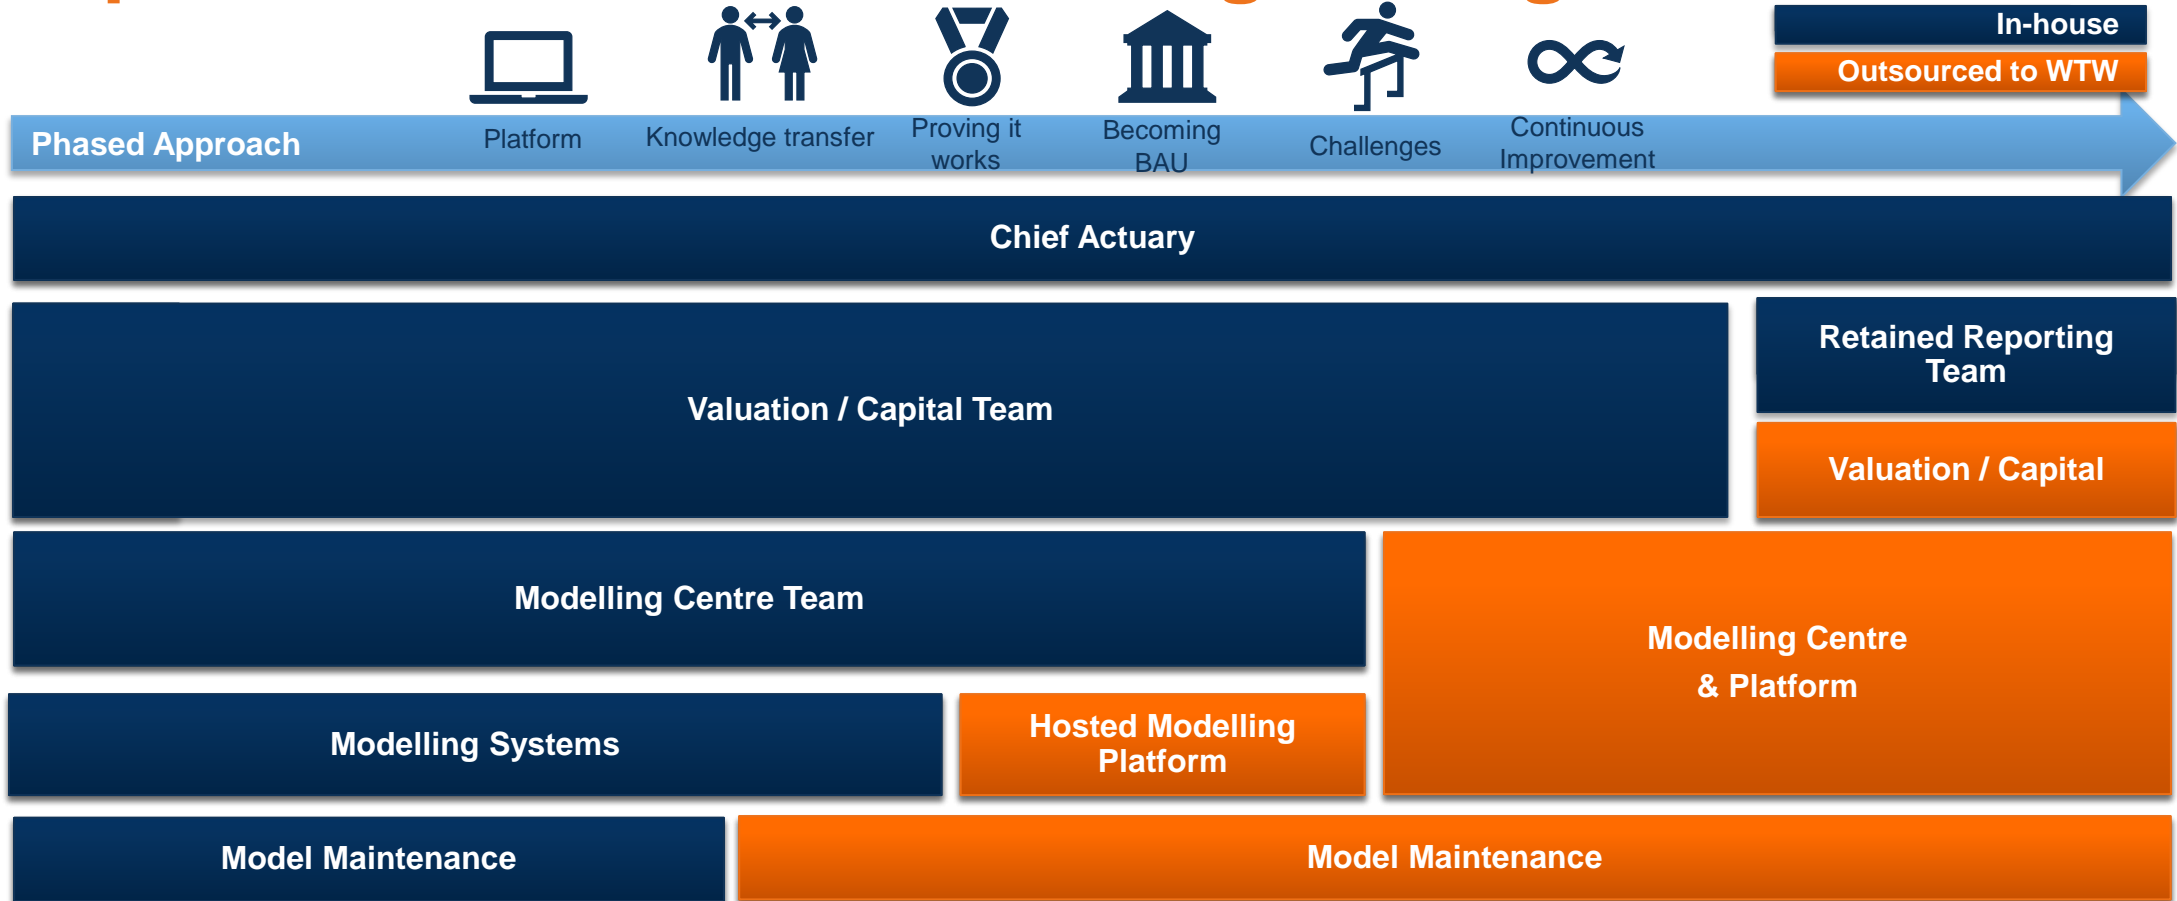 In-house
Outsourced to WTW
Phased Approach
Platform
Knowledge transfer
Proving it
works
Becoming
BAU
Challenges
Continuous
Improvement
Chief Actuary
Valuation / Capital Team
Retained Reporting
Team
Valuation / Capital
Modelling Centre Team
Modelling Centre
& Platform
Modelling Systems
Hosted Modelling
Platform
Model Maintenance
Model Maintenance